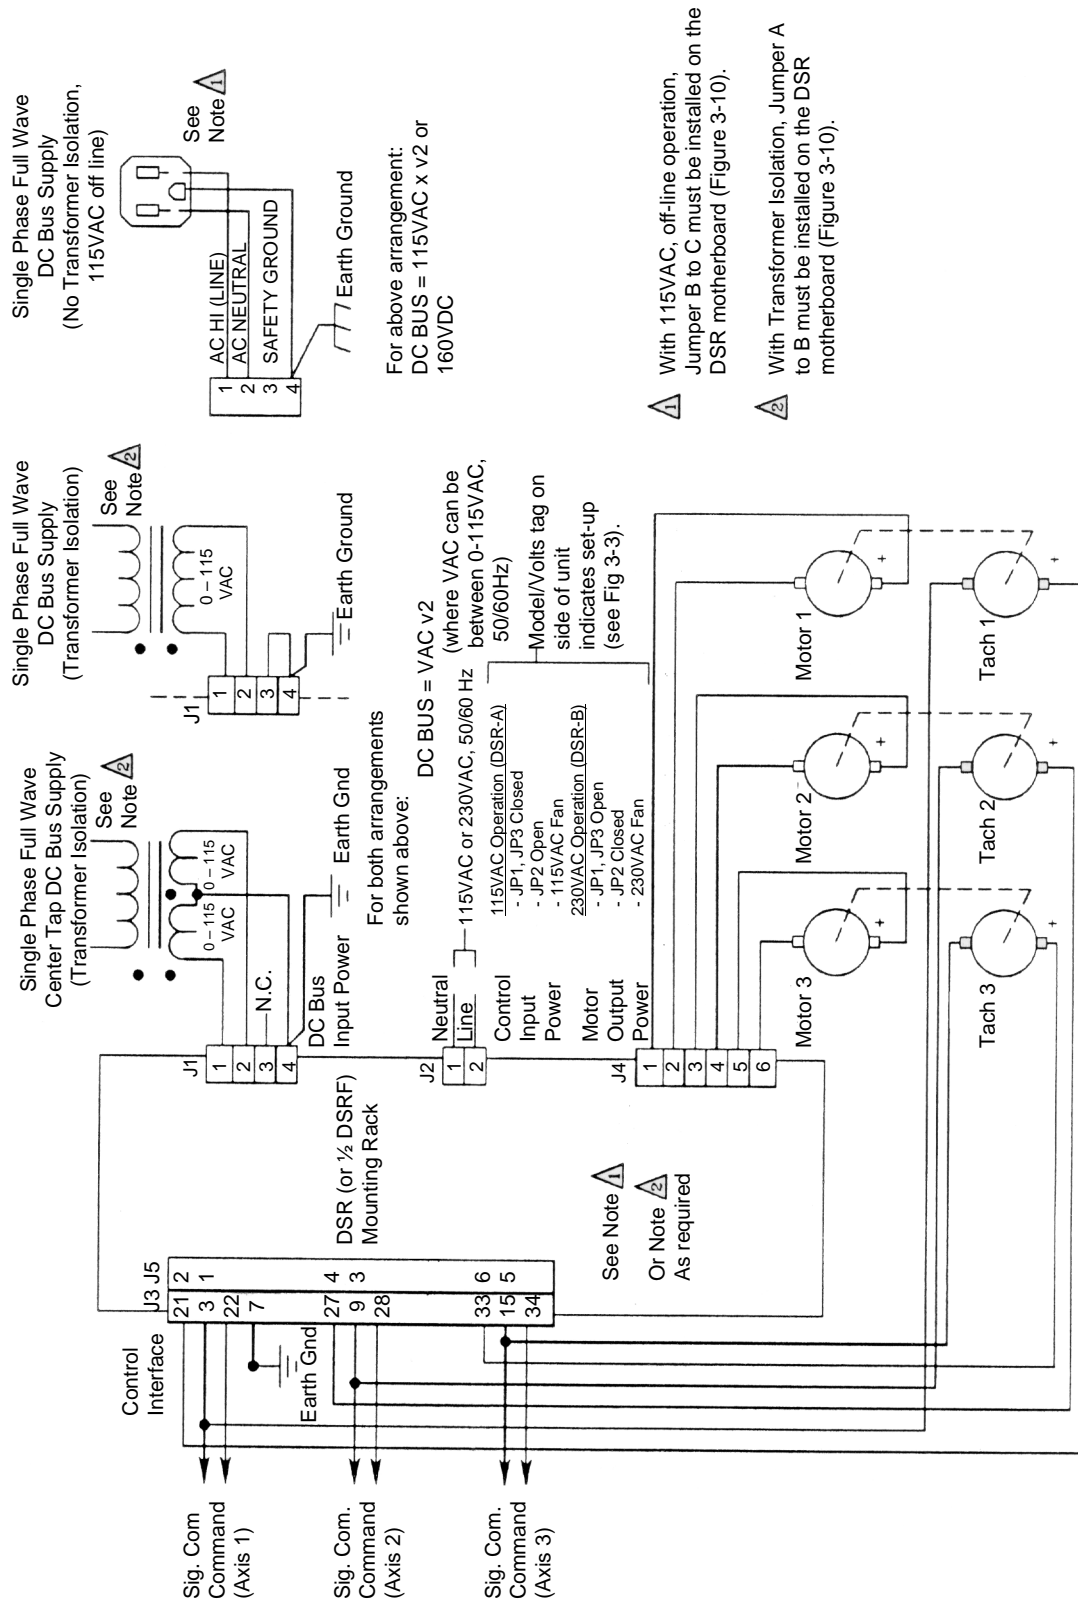 Single Phase Full Wave
Center Tap DC Bus Supply
(Transformer Isolation)
See
Note 2
0-115
VAC
0-115
VAC
J1
1
2
3
4
N.C.
DC Bus
Input Power
Earth Gnd
Single Phase Full Wave
DC Bus Supply
(Transformer Isolation)
See
Note 2
0-115
VAC
J1
1
2
3
4
Earth Ground
For both arrangements
shown above:
DC BUS = VAC v2
(where VAC can be
between 0-115VAC,
50/60Hz)
Single Phase Full Wave
DC Bus Supply
(No Transformer Isolation,
115VAC off line)
See
Note 1
AC HI (LINE)
AC NEUTRAL
SAFETY GROUND
1
2
3
4
Earth Ground
For above arrangement:
DC BUS = 115VAC x v2 or
160VDC
Control
Interface
J3 J5
21 2
3 1
22
7
27 4
9 3
28
33 6
15 5
34
Earth Gnd
Sig. Com
Command
(Axis 1)
Sig. Com.
Command
(Axis 2)
Sig. Com.
Command
(Axis 3)
DSR (or ½ DSRF)
Mounting Rack
See Note 1
Or Note 2
As required
J2
1
2
Neutral
Line
115VAC or 230VAC, 50/60 Hz
Control
Input
Power
115VAC Operation (DSR-A)
- JP1, JP3 Closed
- JP2 Open
- 115VAC Fan
230VAC Operation (DSR-B)
- JP1, JP3 Open
- JP2 Closed
- 230VAC Fan
Model/Volts tag on
side of unit
indicates set-up
(see Fig 3-3).
J4
1
2
3
4
5
6
Motor
Output
Power
Motor 3
+
Motor 2
+
Motor 1
+
Tach 3
+
Tach 2
+
Tach 1
+
1 With 115VAC, off-line operation,
Jumper B to C must be installed on the
DSR motherboard (Figure 3-10).
2 With Transformer Isolation, Jumper A
to B must be installed on the DSR
motherboard (Figure 3-10).